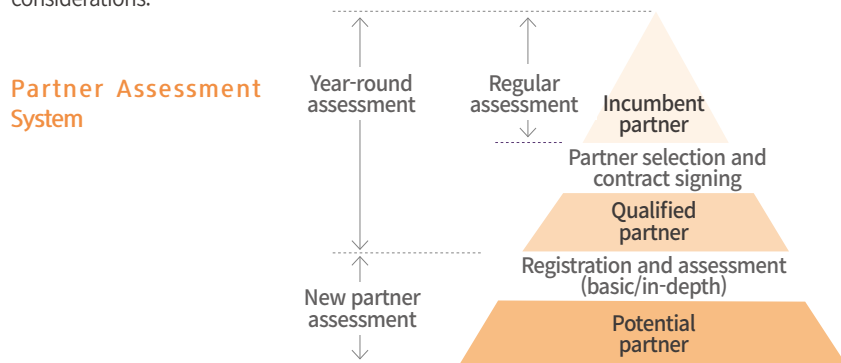 considerations.
Partner Assessment
System
Year-round
assessment
Regular
assessment
Incumbent
partner
Partner selection and
contract signing
Qualified
partner
Registration and assessment
(basic/in-depth)
New partner
assessment
Potential
partner